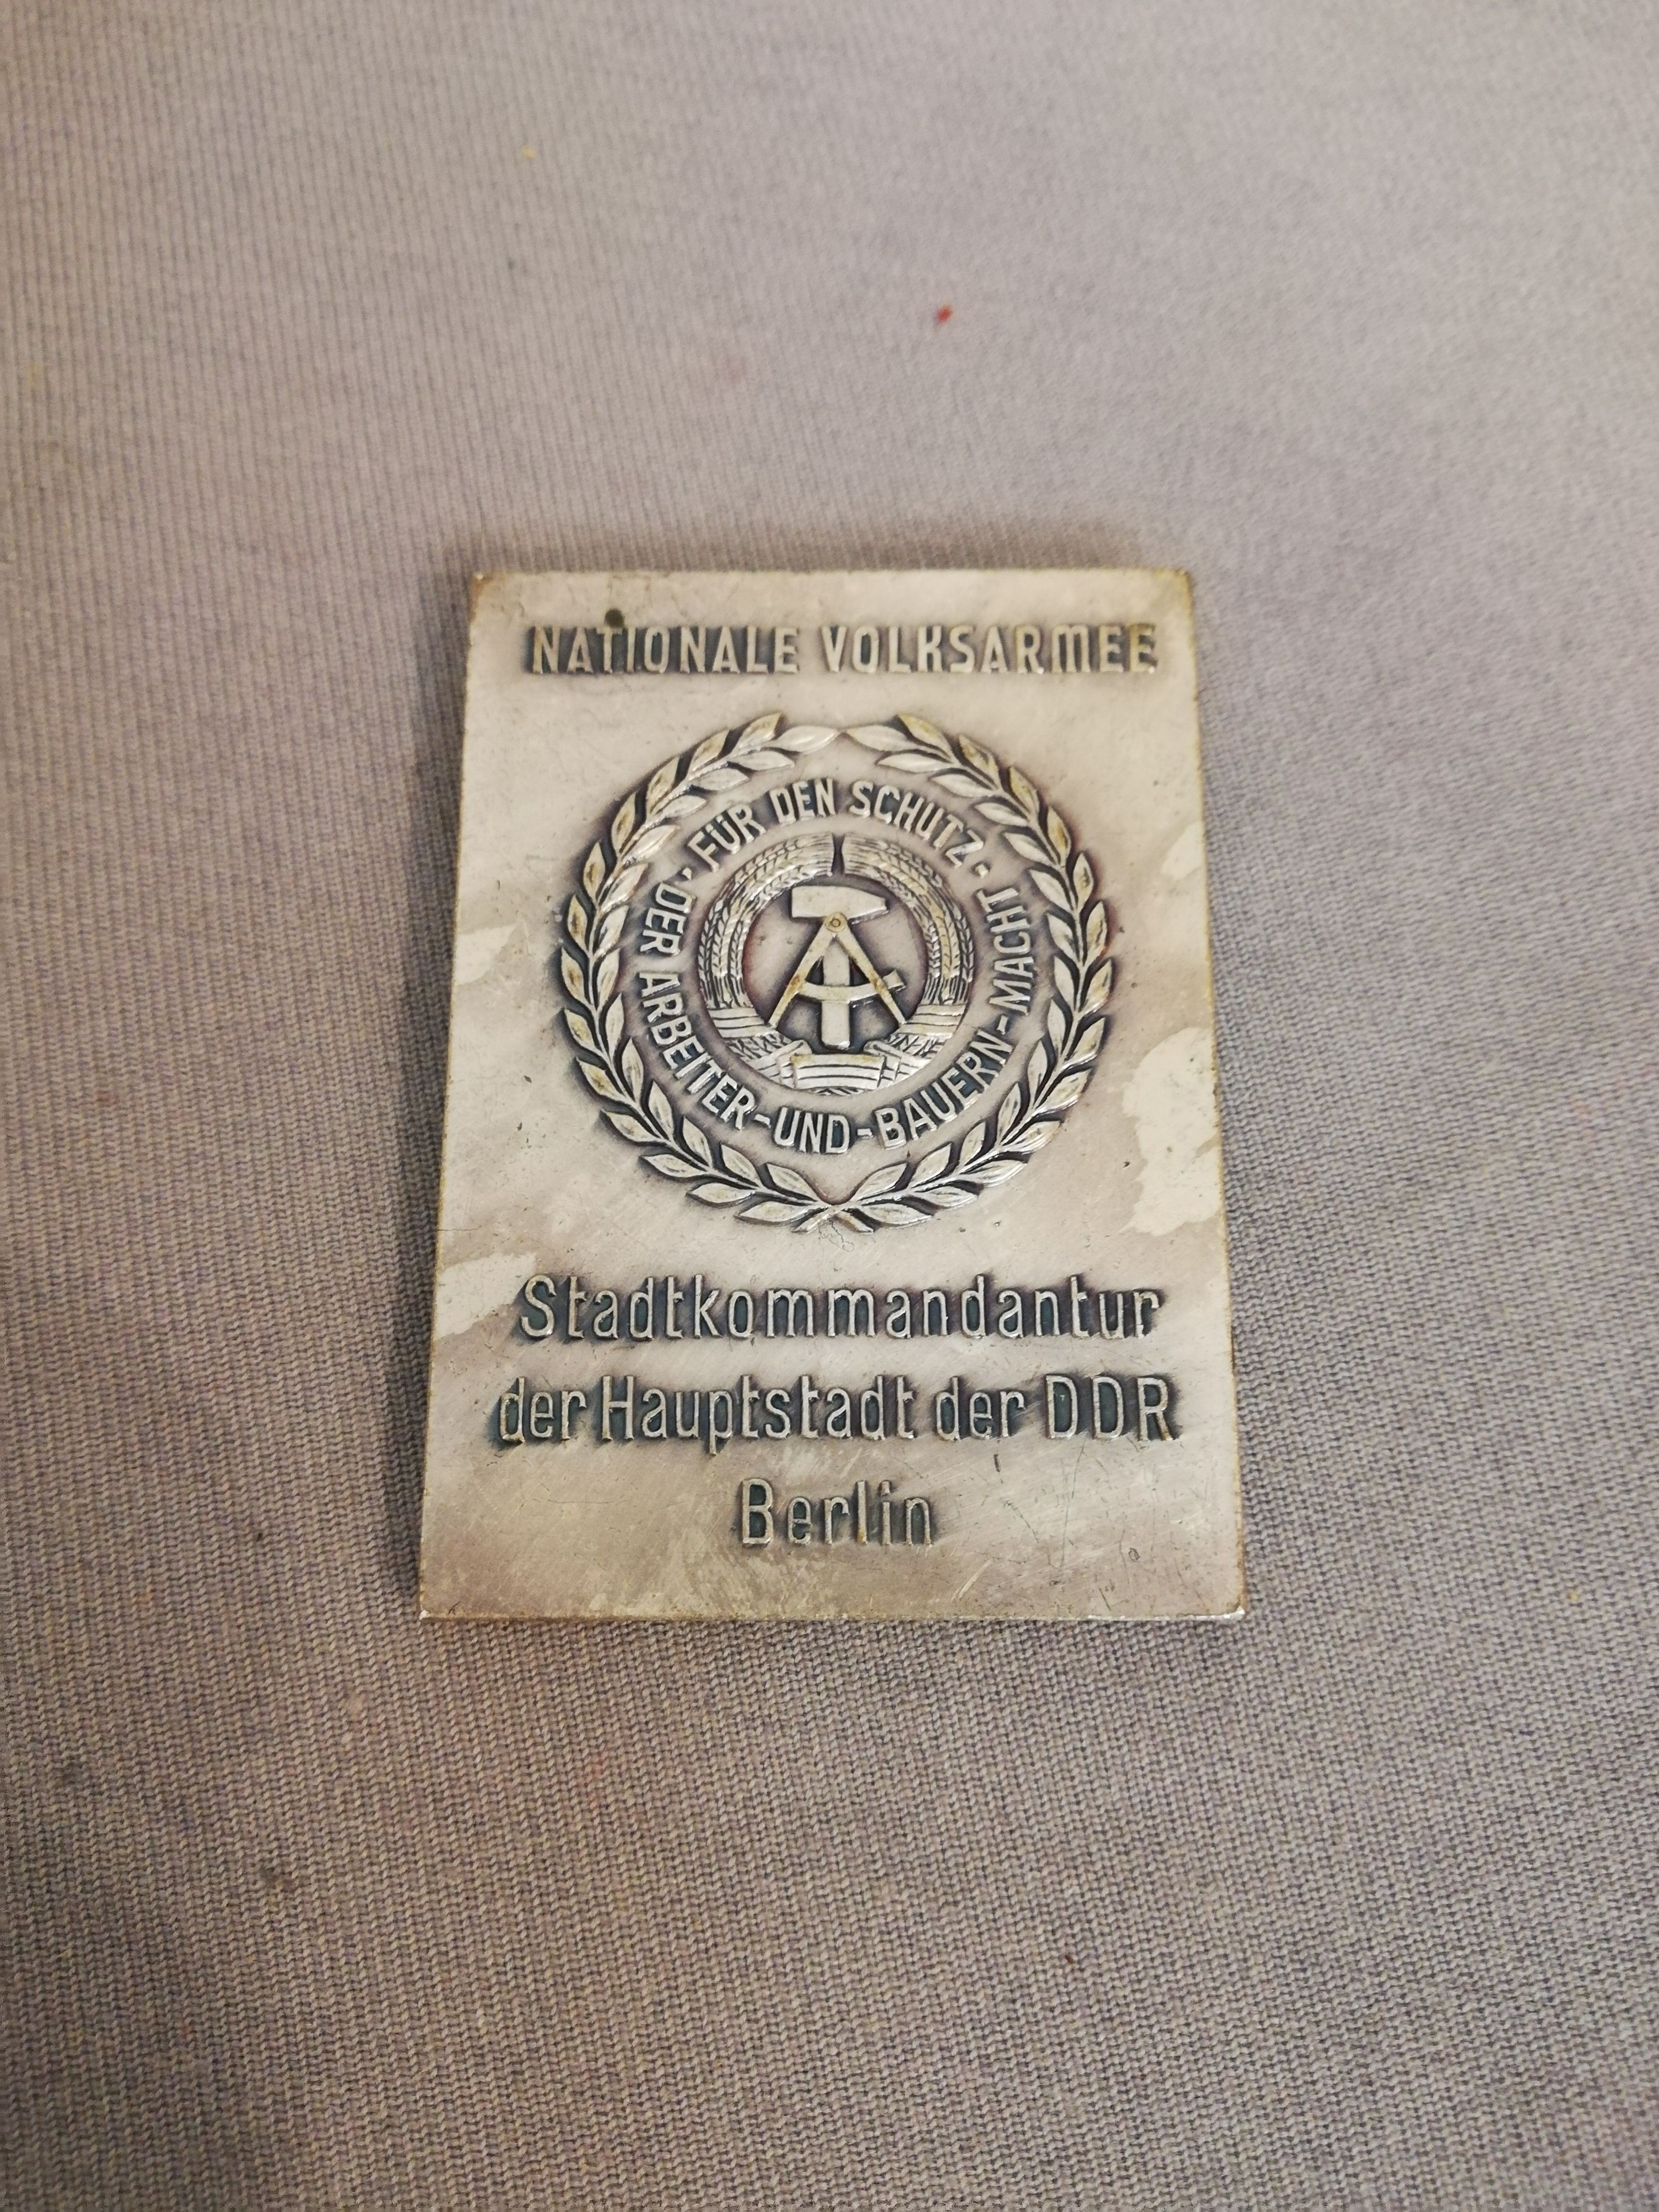 NATIONALE VOLKSARMEE
· FÜR DEN SCHUTZ ·
DER ARBEITER-UND-BAUERN-MACHT
Stadtkommandantur
der Hauptstadt der DDR
Berlin